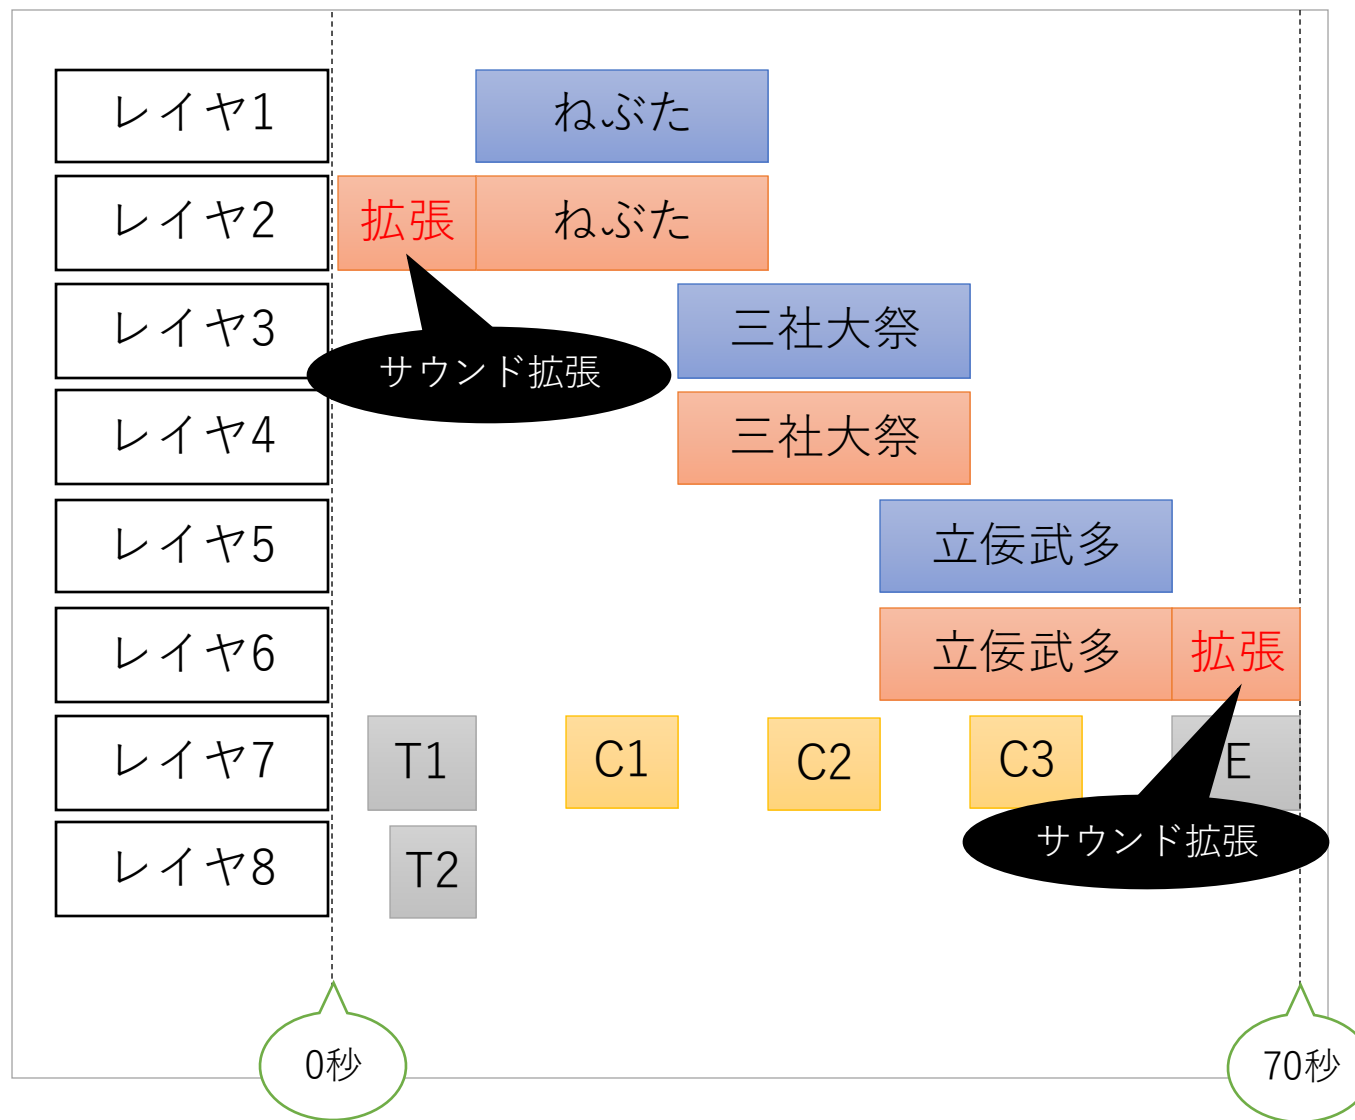 レイヤ1
ねぶた
レイヤ2
拡張
ねぶた
レイヤ3
三社大祭
サウンド拡張
レイヤ4
三社大祭
レイヤ5
立佞武多
レイヤ6
立佞武多
拡張
レイヤ7
T1
C1
C2
C3
E
サウンド拡張
レイヤ8
T2
0秒
70秒